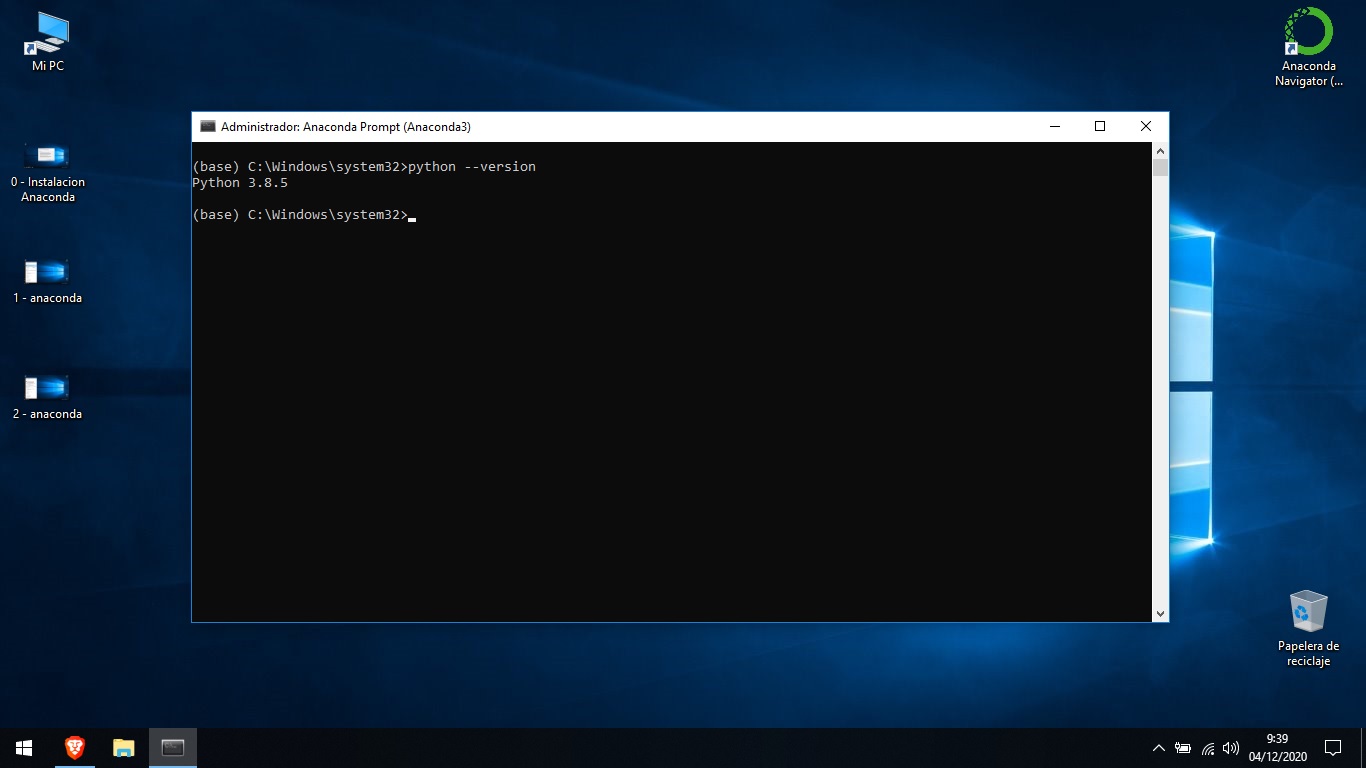 Mi PC
Anaconda
Navigator (...
0 - Instalacion
Anaconda
1 - anaconda
2 - anaconda
Administrador: Anaconda Prompt (Anaconda3)
(base) C:\Windows\system32>python --version
Python 3.8.5
(base) C:\Windows\system32>
Papelera de
reciclaje
9:39
04/12/2020